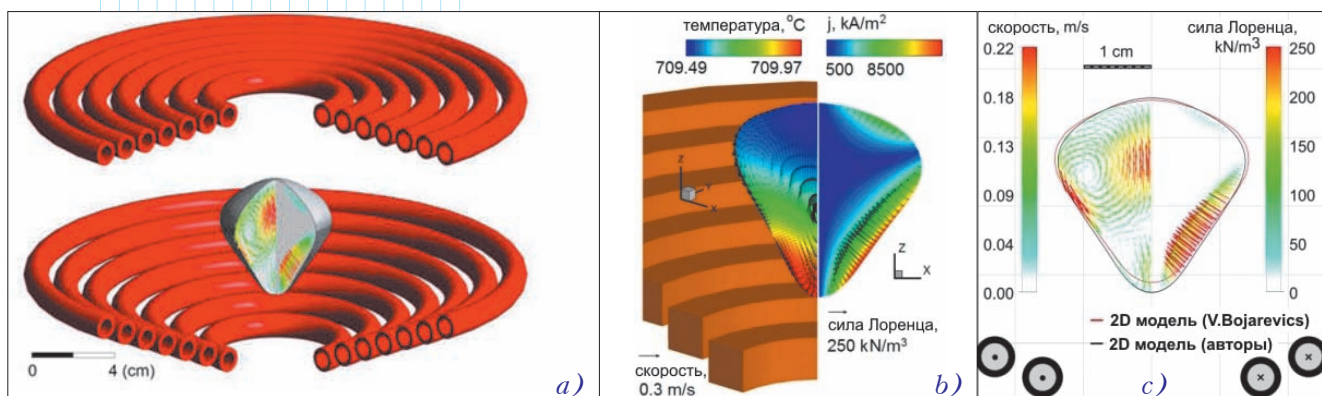 0 4 (cm)
a)
температура, °C
709.49 709.97
j, kA/m²
500 8500
z
Y
X
Z
X
сила Лоренца,
250 kN/m³
скорость,
0.3 m/s
b)
скорость, m/s
0.22
0.18
0.13
0.09
0.04
0.00
1 cm
сила Лоренца,
kN/m³
250
200
150
100
50
0
2D модель (V.Bojarevics)
2D модель (авторы)
c)